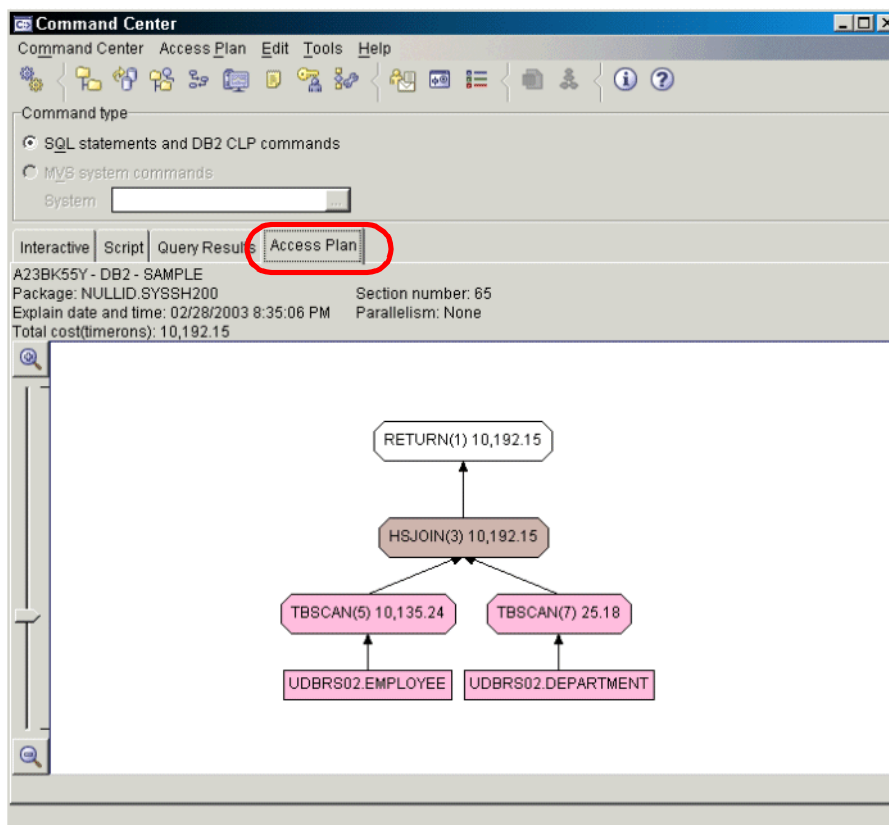 Command Center
Command Center Access Plan Edit Tools Help
Command type
SQL statements and DB2 CLP commands
MVS system commands
System ...
Interactive Script Query Results Access Plan
A23BK55Y - DB2 - SAMPLE
Package: NULLID.SYSSH200 Section number: 65
Explain date and time: 02/28/2003 8:35:06 PM Parallelism: None
Total cost(timerons): 10,192.15
RETURN(1) 10,192.15
HSJOIN(3) 10,192.15
TBSCAN(5) 10,135.24 TBSCAN(7) 25.18
UDBRS02.EMPLOYEE UDBRS02.DEPARTMENT